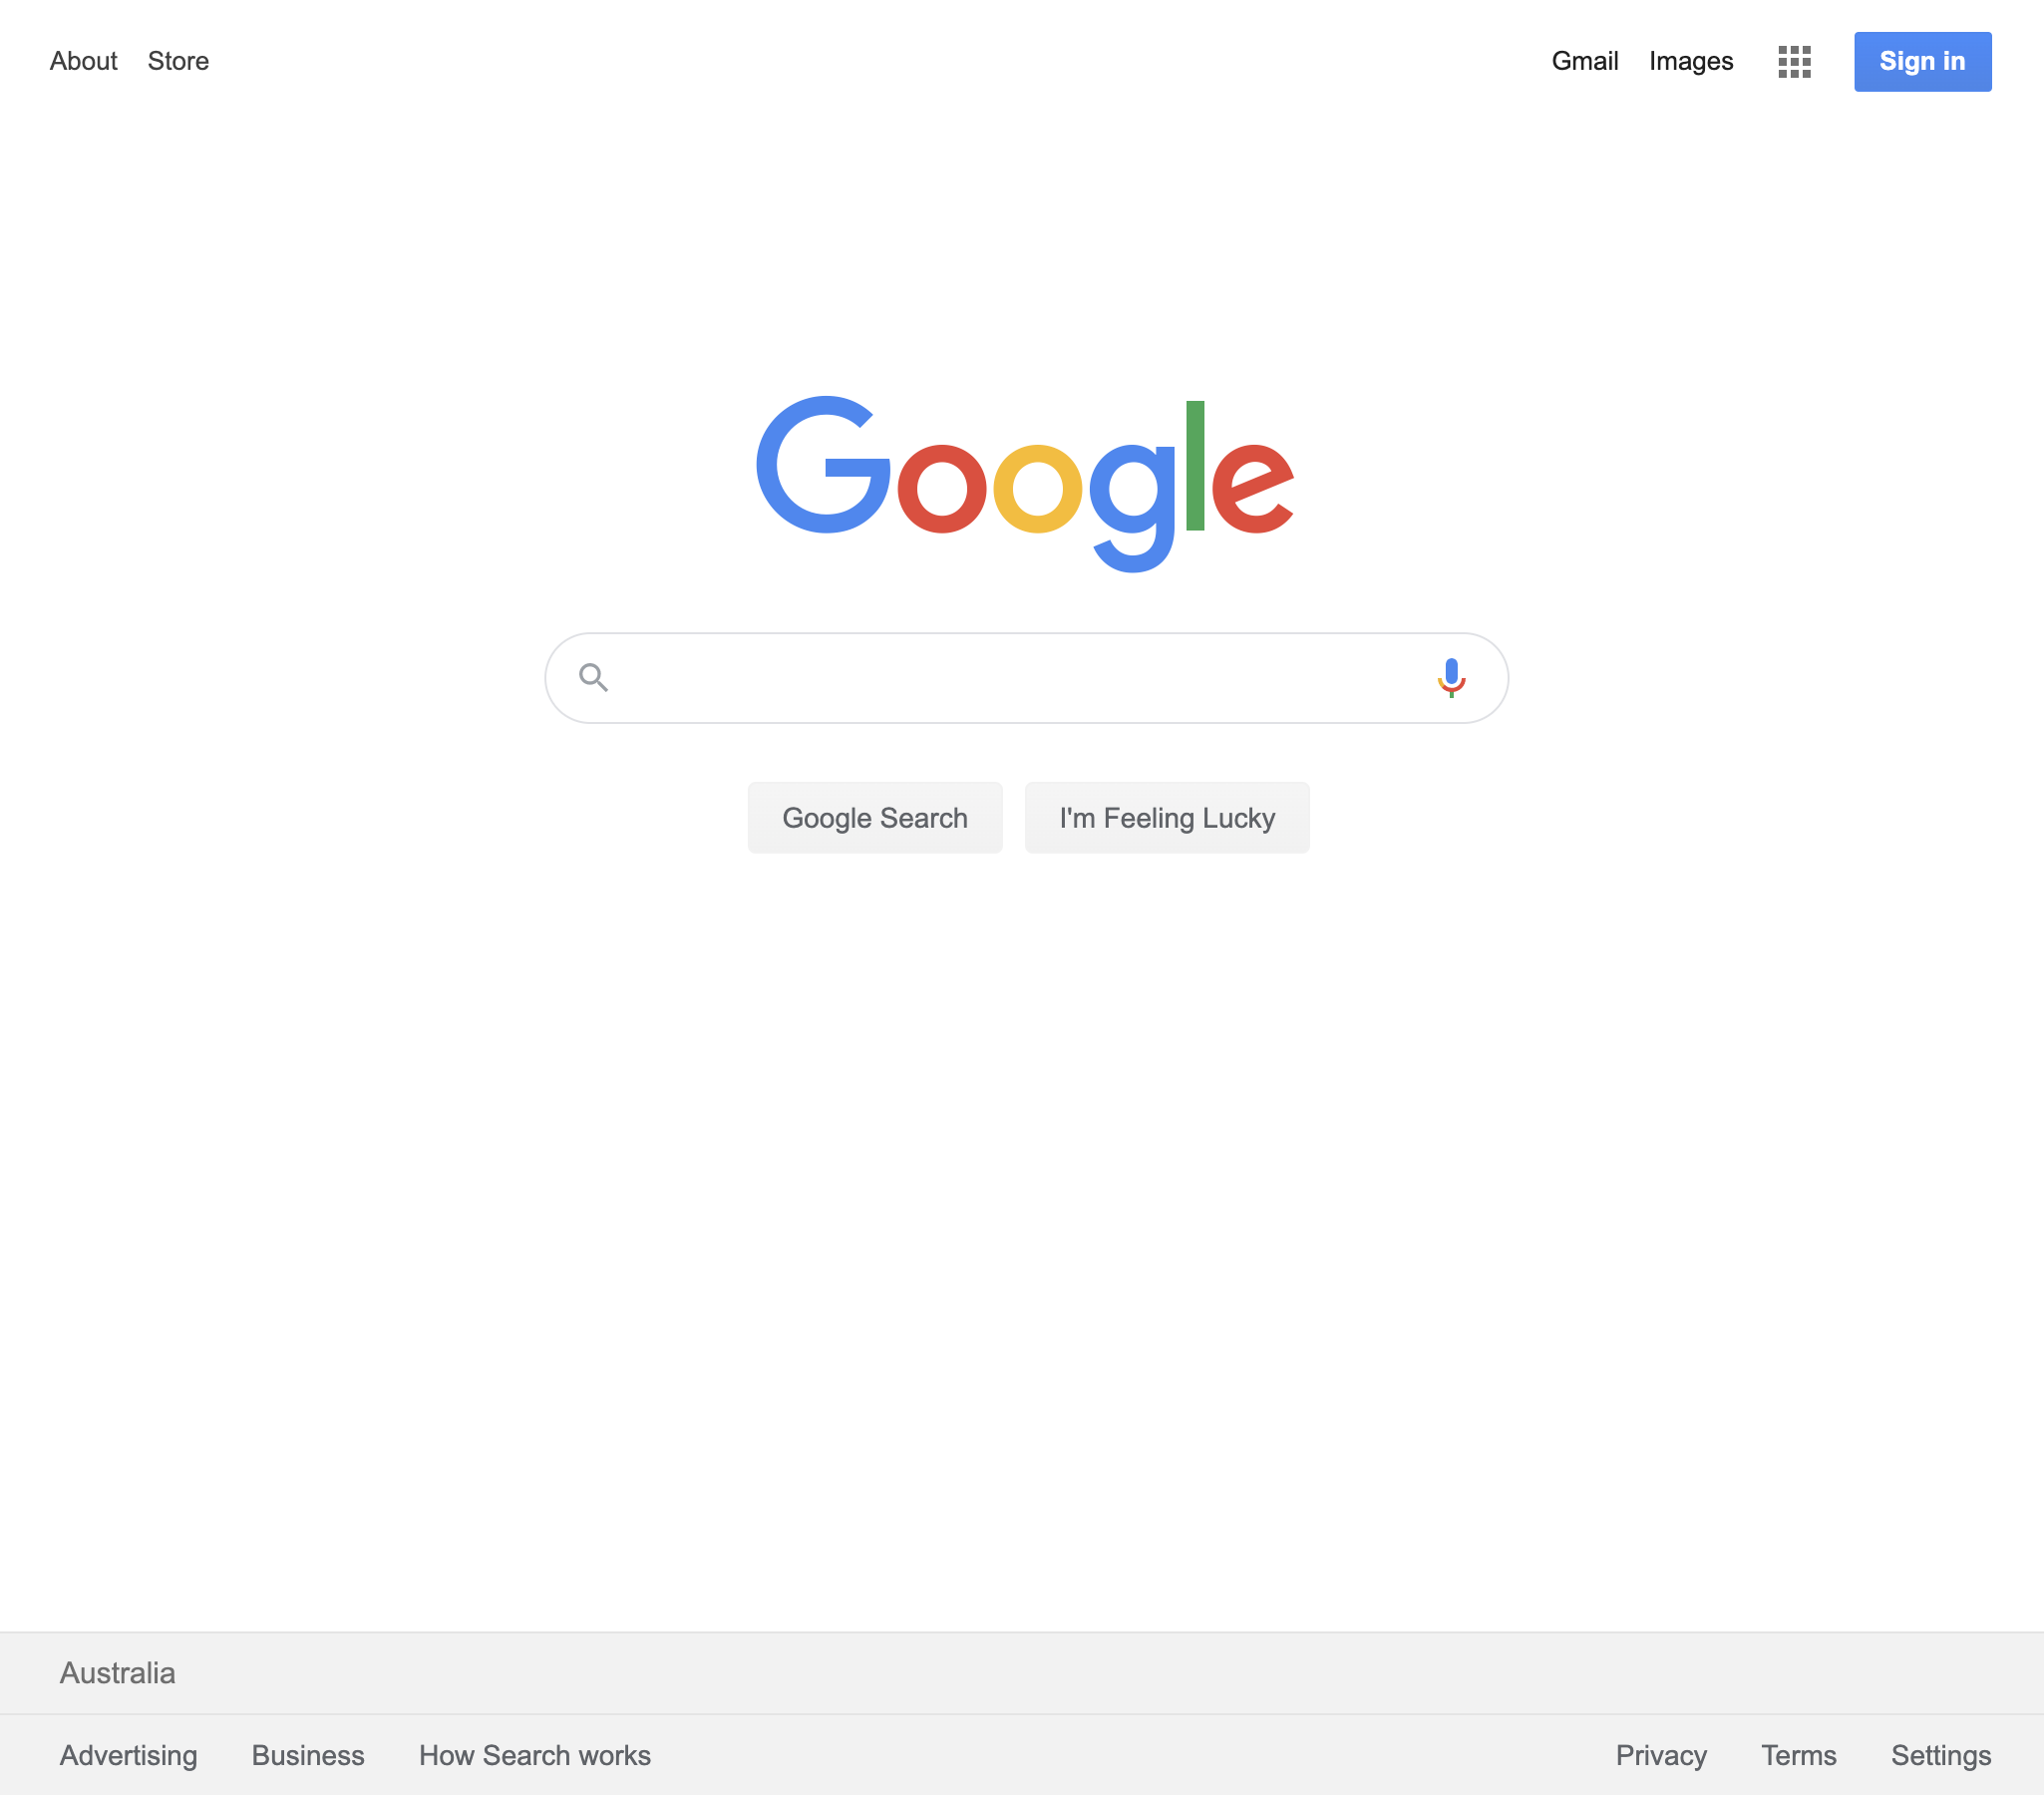 About Store Gmail Images Sign in
Google
Google Search I'm Feeling Lucky
Australia
Advertising Business How Search works Privacy Terms Settings